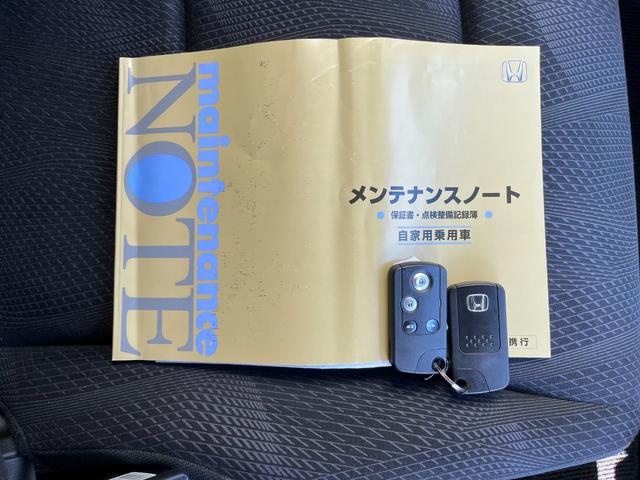 maintenance
NOTE
メンテナンスノート
保証書・点検整備記録簿
自家用乗用車
携行